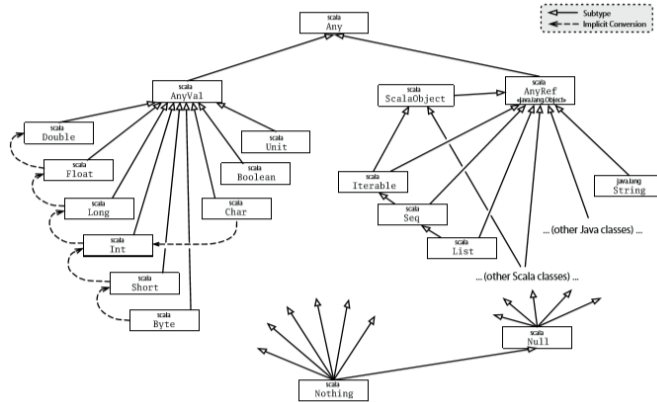 Subtype
Implicit Conversion
scala
Any
scala
AnyVal
scala
ScalaObject
scala
AnyRef
«java.lang.Object»
scala
Double
scala
Unit
scala
Float
scala
Boolean
scala
Iterable
java.lang
String
scala
Long
scala
Char
scala
Seq
... (other Java classes) ...
scala
Int
scala
List
scala
Short
... (other Scala classes) ...
scala
Byte
scala
Null
scala
Nothing